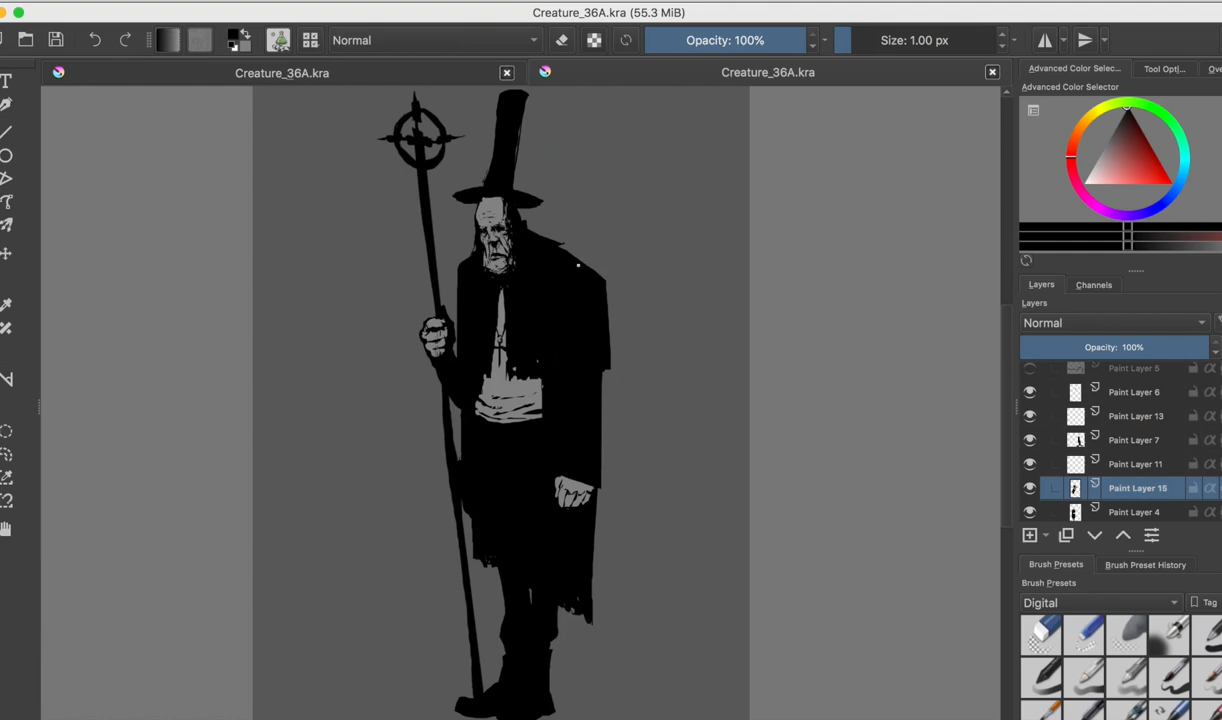 Creature_36A.kra (55.3 MiB)
Normal
Opacity: 100%
Size: 1.00 px
Creature_36A.kra
Creature_36A.kra
Advanced Color Selec...
Tool Opti...
Ove
Advanced Color Selector
Layers
Channels
Layers
Normal
Opacity: 100%
Paint Layer 5
Paint Layer 6
Paint Layer 13
Paint Layer 7
Paint Layer 11
Paint Layer 15
Paint Layer 4
Brush Presets
Brush Preset History
Brush Presets
Digital
Tag